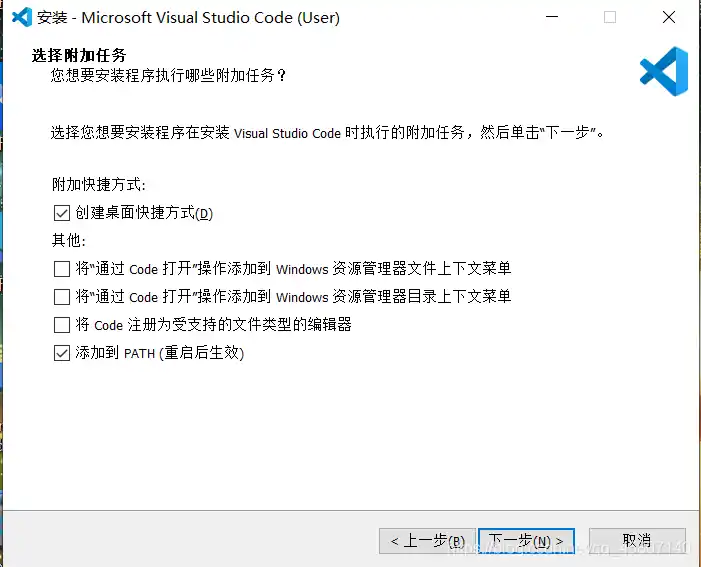 安装 - Microsoft Visual Studio Code (User)
选择附加任务
您想要安装程序执行哪些附加任务？
选择您想要安装程序在安装 Visual Studio Code 时执行的附加任务，然后单击“下一步”。
附加快捷方式:
创建桌面快捷方式(D)
其他:
将“通过 Code 打开”操作添加到 Windows 资源管理器文件上下文菜单
将“通过 Code 打开”操作添加到 Windows 资源管理器目录上下文菜单
将 Code 注册为受支持的文件类型的编辑器
添加到 PATH (重启后生效)
< 上一步(B) 下一步(N) > 取消